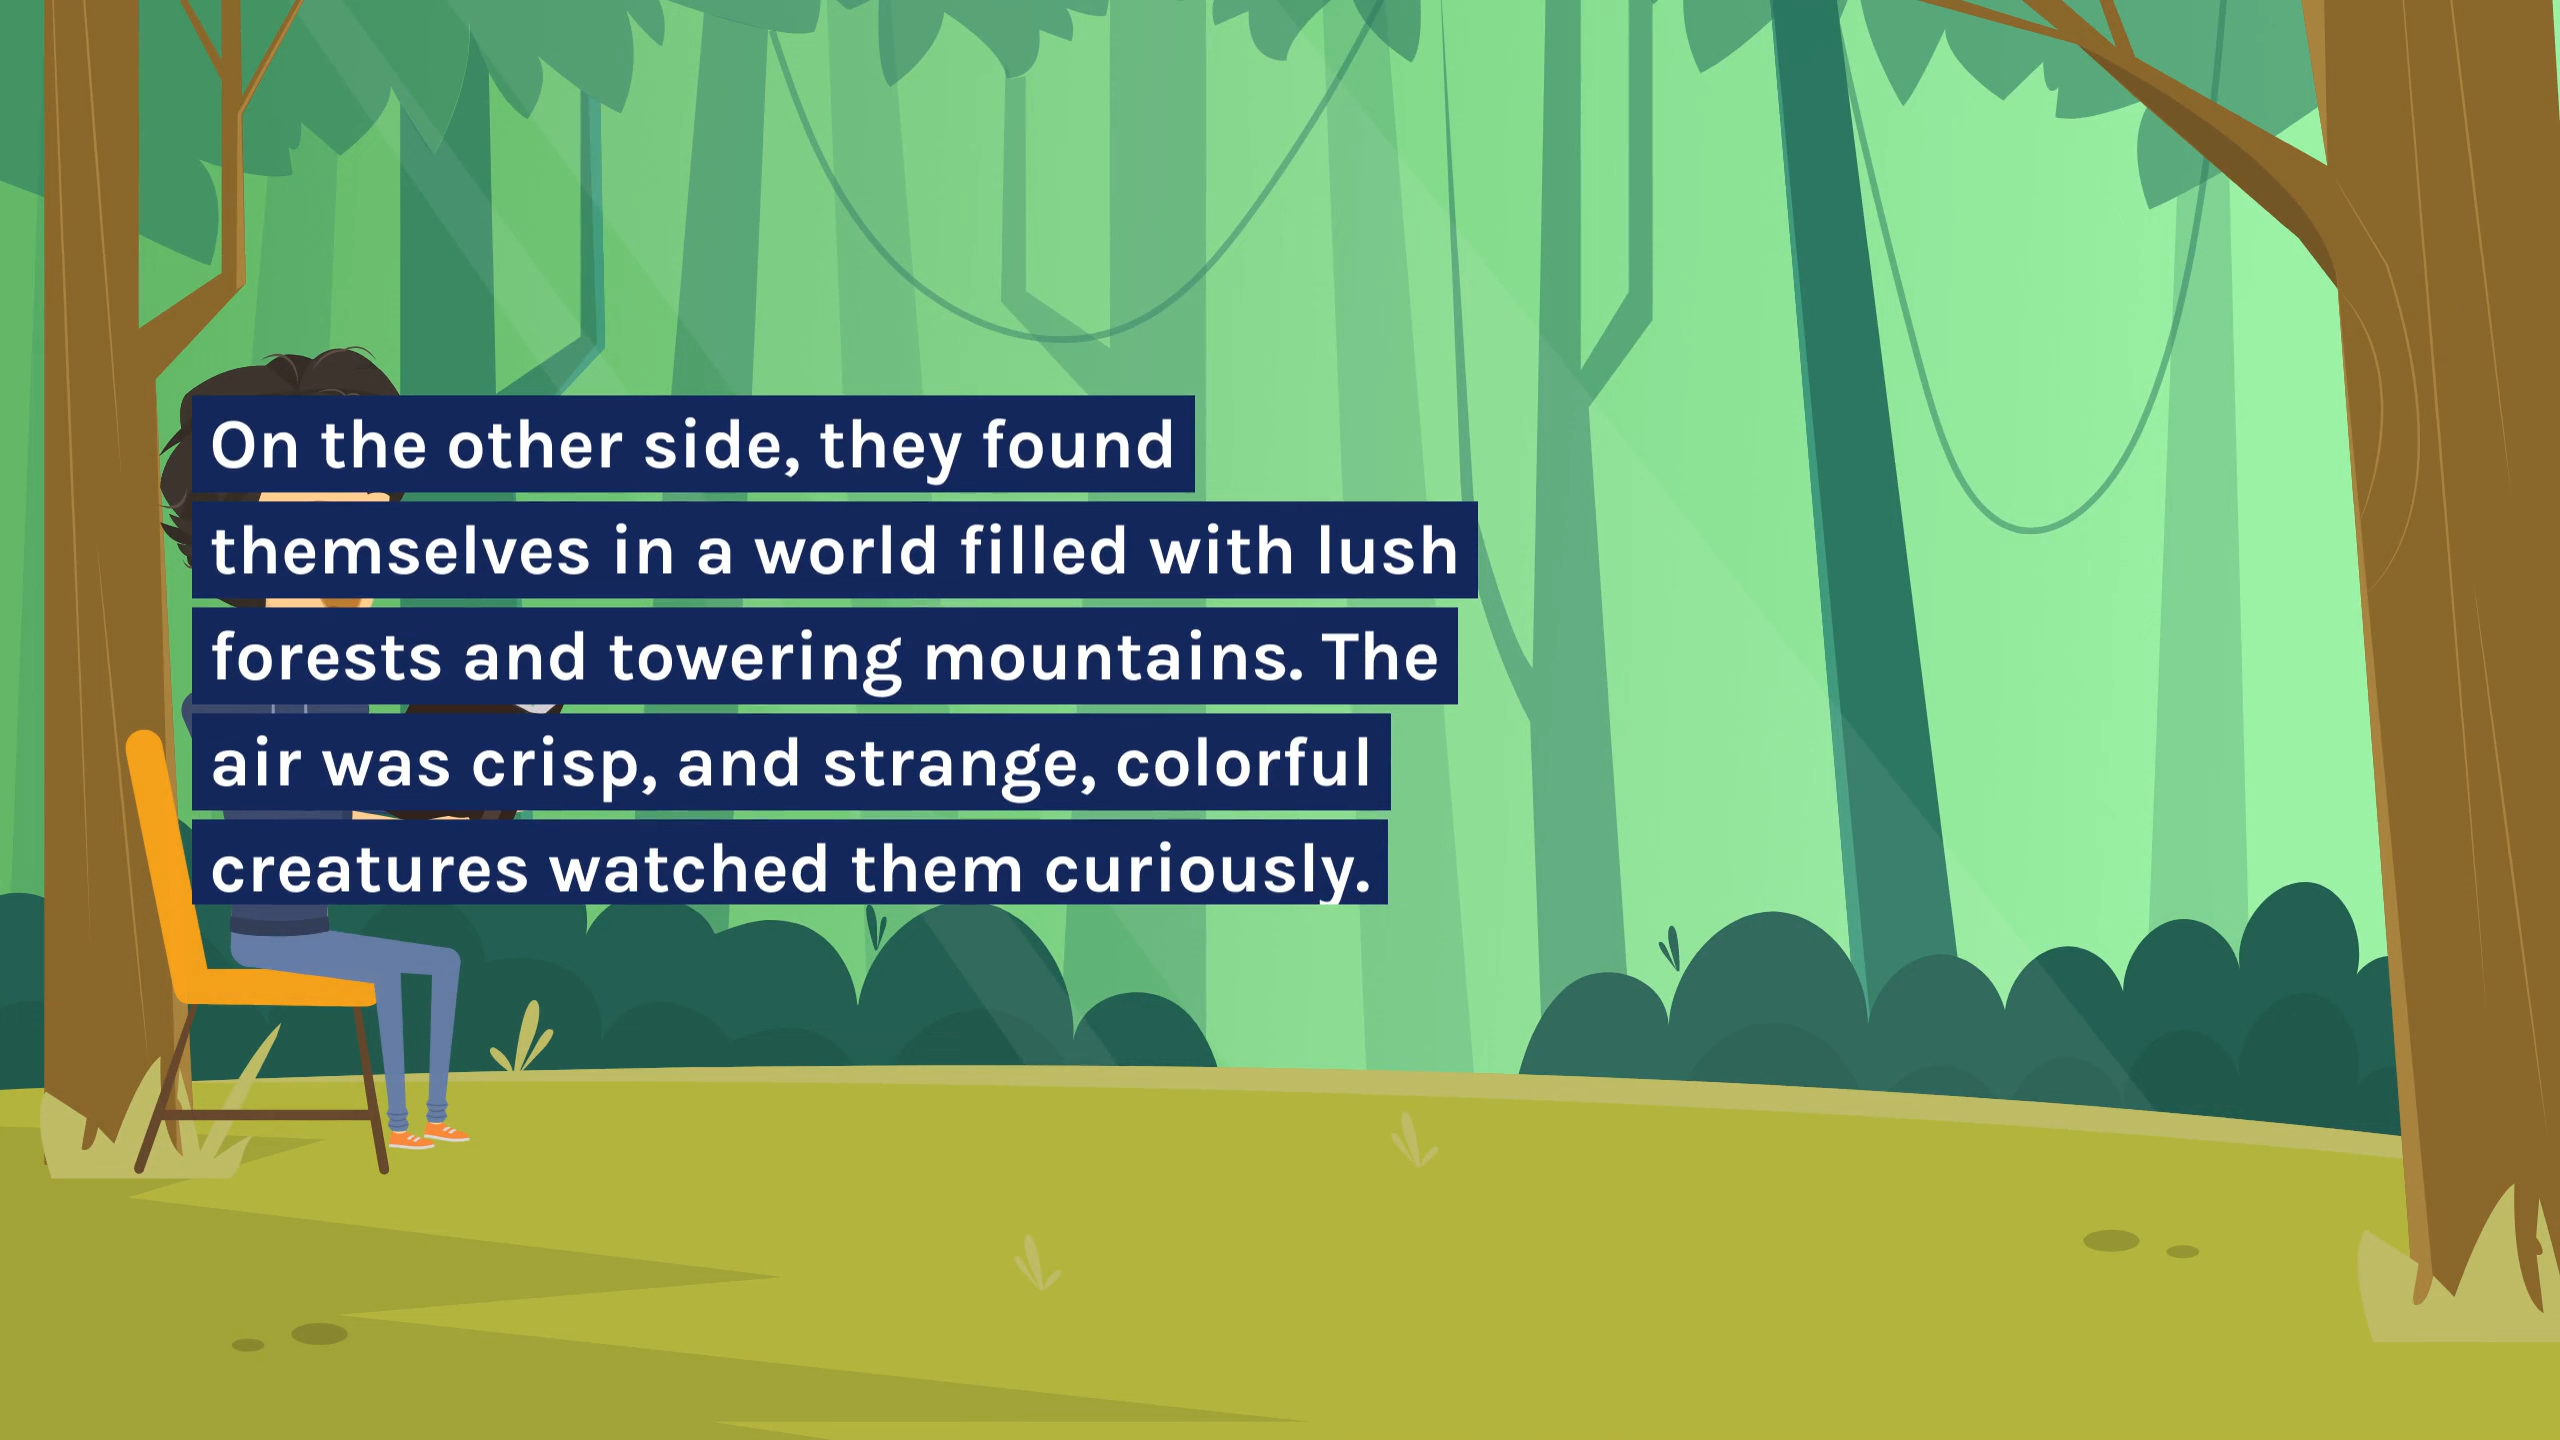 On the other side, they found
themselves in a world filled with lush
forests and towering mountains. The
air was crisp, and strange, colorful
creatures watched them curiously.